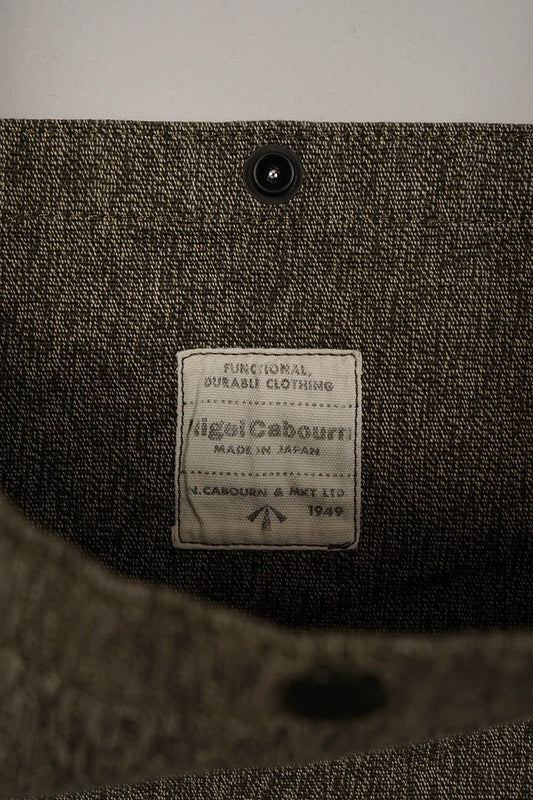 FUNCTIONAL,
DURABLE CLOTHING
Nigel Cabourn
MADE IN JAPAN
N.CABOURN & MKT LTD.
1949